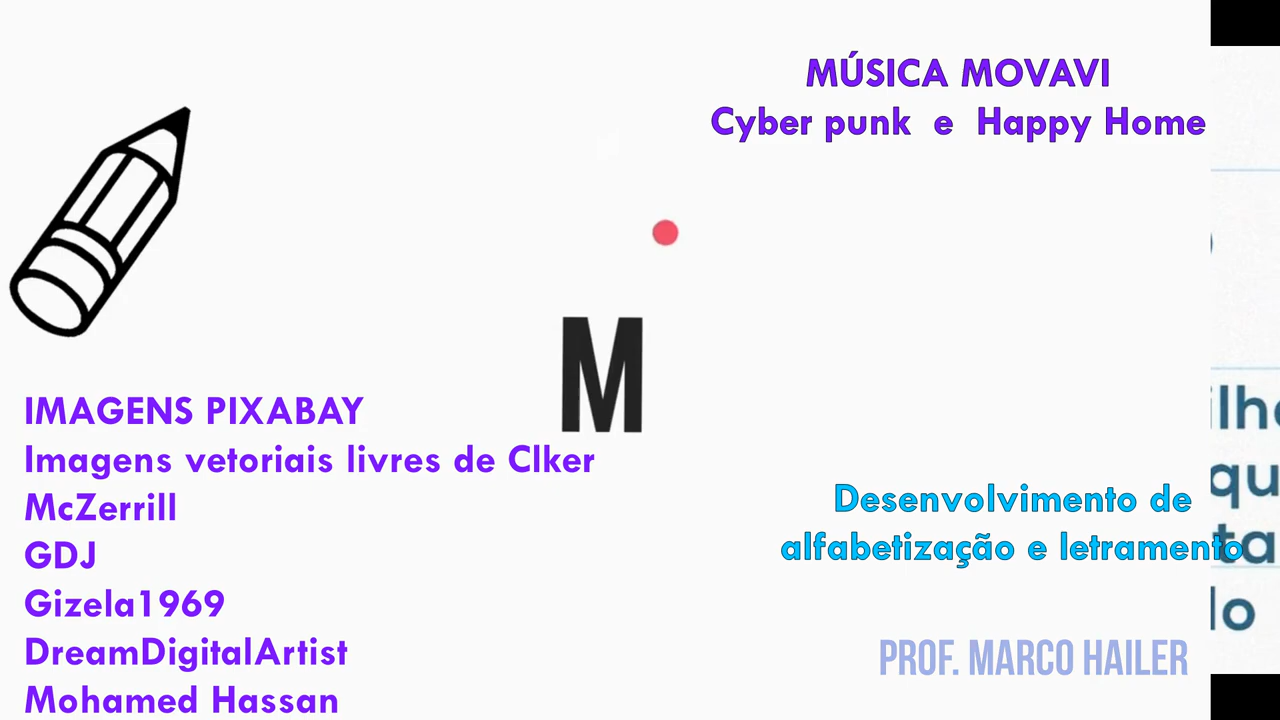 MÚSICA MOVAVI
Cyber punk e Happy Home
M
IMAGENS PIXABAY
Imagens vetoriais livres de Clker
McZerrill
GDJ
Gizela1969
DreamDigitalArtist
Mohamed Hassan
Desenvolvimento de
alfabetização e letramento
PROF. MARCO HAILER